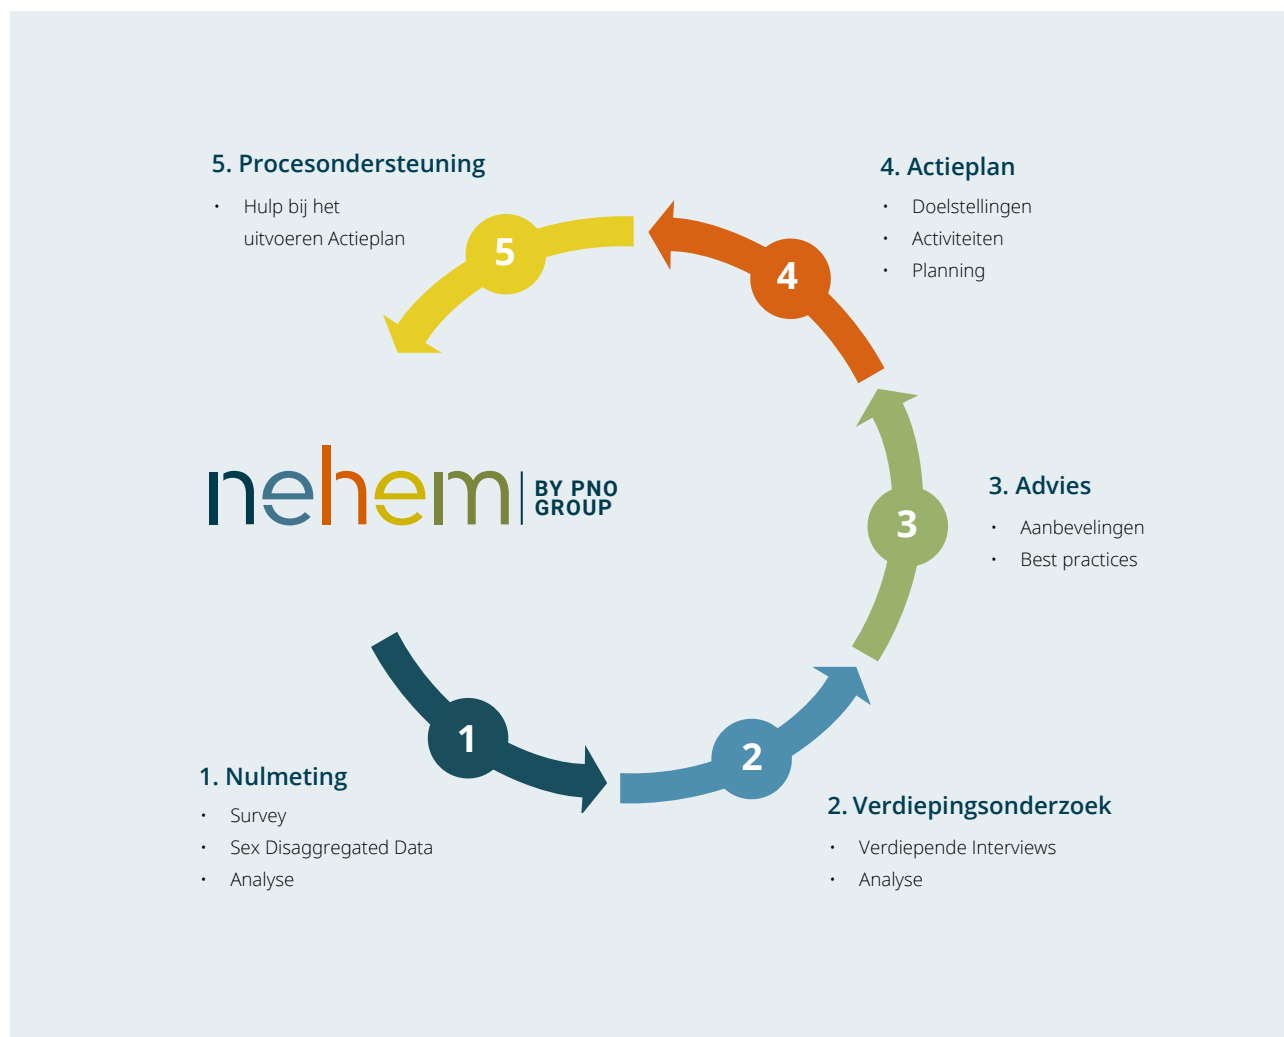 5. Procesondersteuning
· Hulp bij het
uitvoeren Actieplan
5
4. Actieplan
· Doelstellingen
· Activiteiten
· Planning
4
nehem
BY PNO
GROUP
3. Advies
· Aanbevelingen
· Best practices
3
1. Nulmeting
· Survey
· Sex Disaggregated Data
· Analyse
1
2. Verdiepingsonderzoek
· Verdiepende Interviews
· Analyse
2